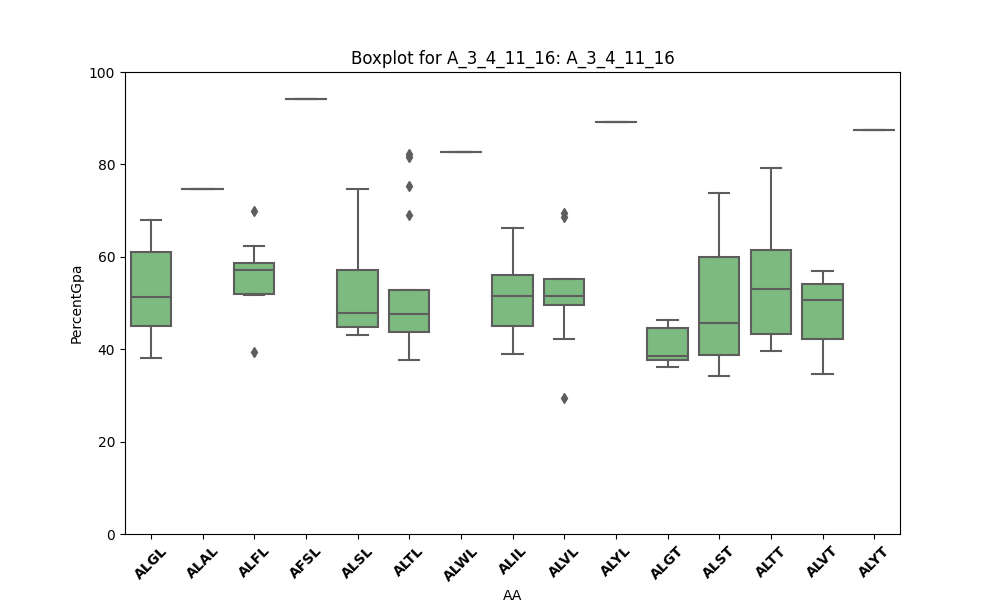 Boxplot for A_3_4_11_16: A_3_4_11_16
100
80
60
40
20
0
PercentGpa
ALGL ALAL ALFL AFSL ALSL ALTL ALWL ALIL ALVL ALYL ALGT ALST ALTT ALVT ALYT
AA